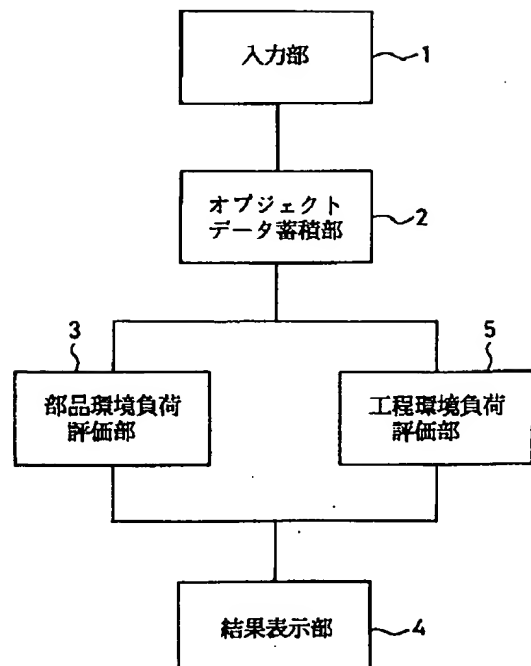 入力部
1
オブジェクト
データ蓄積部
2
3
部品環境負荷
評価部
5
工程環境負荷
評価部
結果表示部
4